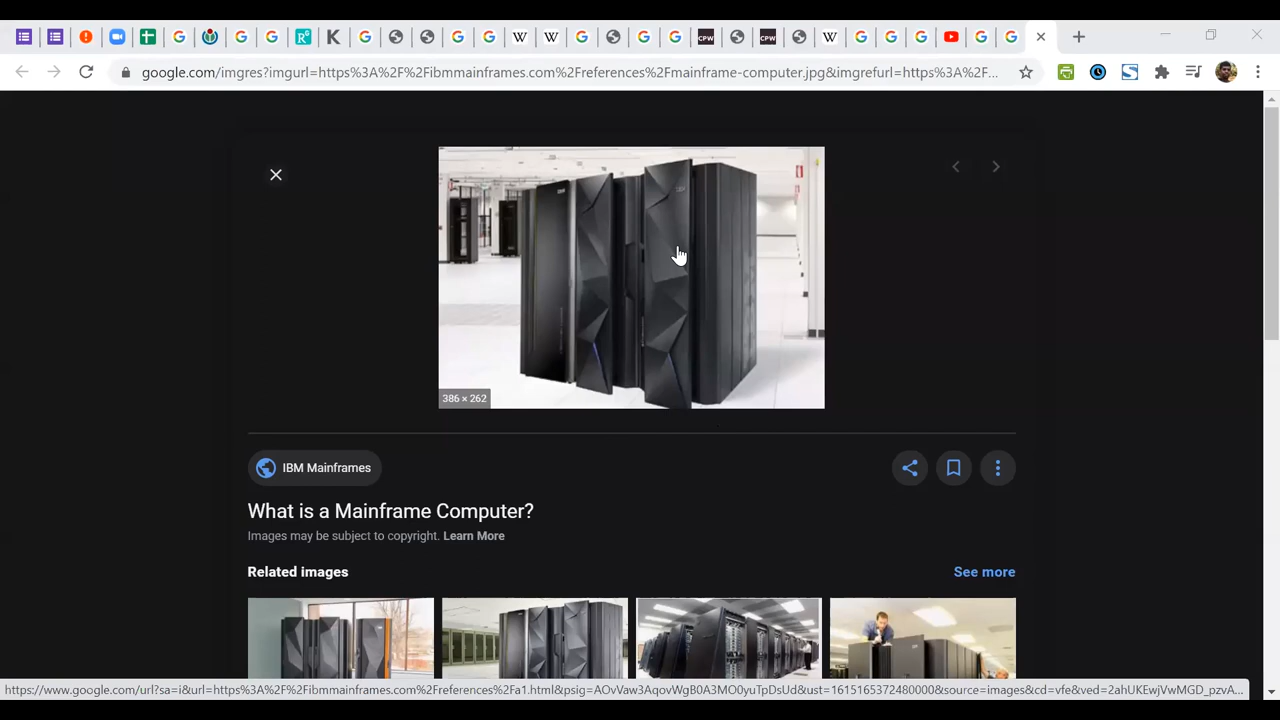 google.com/imgres?imgurl=https%3A%2F%2Fibmmainframes.com%2Freferences%2Fmainframe-computer.jpg&imgrefurl=https%3A%2F%2F...
386 × 262
IBM Mainframes
What is a Mainframe Computer?
Images may be subject to copyright. Learn More
Related images
See more
https://www.google.com/url?sa=i&url=https%3A%2F%2Fibmmainframes.com%2Freferences%2Fa1.html&psig=AOvVaw3AqovWgB0A3MO0yuTpDsUd&ust=1615165372480000&source=images&cd=vfe&ved=2ahUKEwjVwMGD_pzvA...